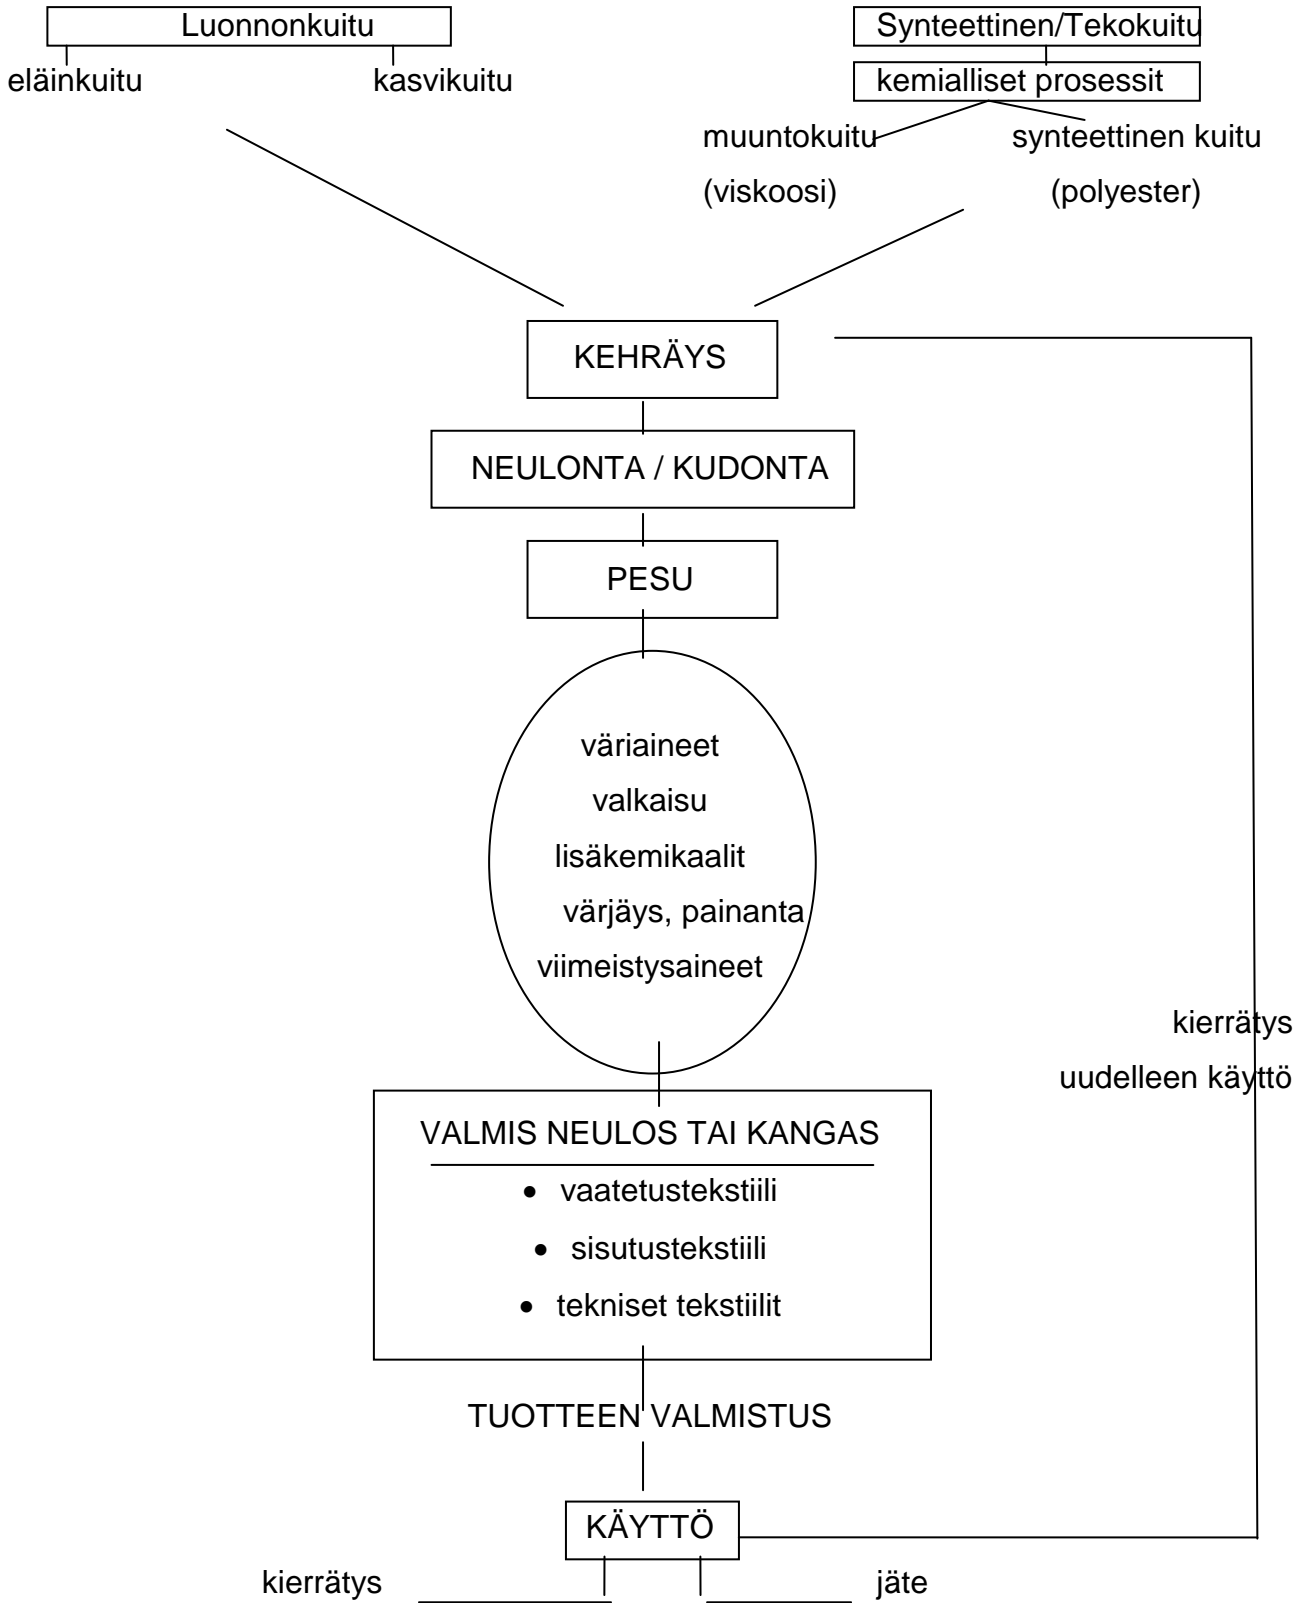 Luonnonkuitu
Synteettinen/Tekokuitu
eläinkuitu
kasvikuitu
kemialliset prosessit
muuntokuitu
synteettinen kuitu
(viskoosi)
(polyester)
KEHRÄYS
NEULONTA / KUDONTA
PESU
väriaineet
valkaisu
lisäkemikaalit
värjäys, painanta
viimeistysaineet
kierrätys
uudelleen käyttö
VALMIS NEULOS TAI KANGAS
• vaatetustekstiili
• sisutustekstiili
• tekniset tekstiilit
TUOTTEEN VALMISTUS
KÄYTTÖ
kierrätys
jäte